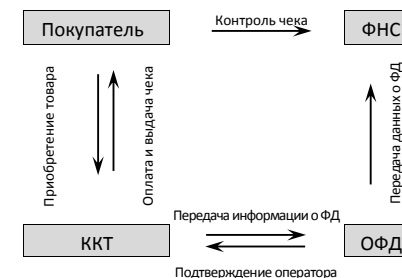 Покупатель
Контроль чека
ФНС
Приобретение товара
Оплата и выдача чека
Передача данных о ФД
Передача информации о ФД
ККТ
ОФД
Подтверждение оператора